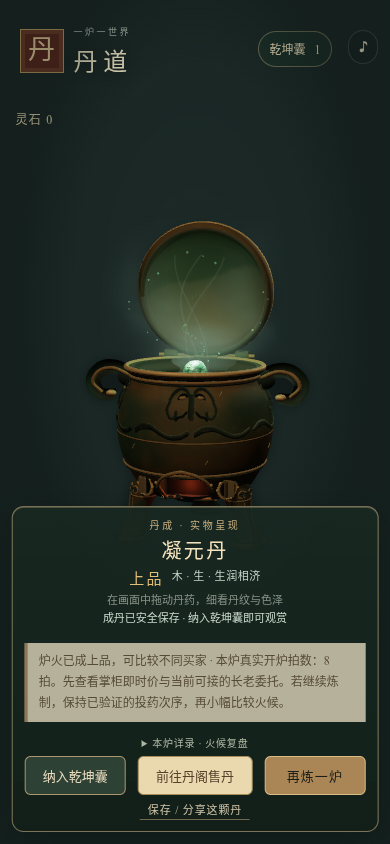 丹
一炉一世界
丹道
乾坤囊 1
灵石 0
丹成 · 实物呈现
凝元丹
上品 木 · 生 · 生润相济
在画面中拖动丹药，细看丹纹与色泽
成丹已安全保存 · 纳入乾坤囊即可观赏
炉火已成上品，可比较不同买家 · 本炉真实开炉拍数：8
拍。先查看掌柜即时价与当前可接的长老委托。若继续炼
制，保持已验证的投药次序，再小幅比较火候。
▶ 本炉详录 · 火候复盘
纳入乾坤囊
前往丹阁售丹
再炼一炉
保存 / 分享这颗丹